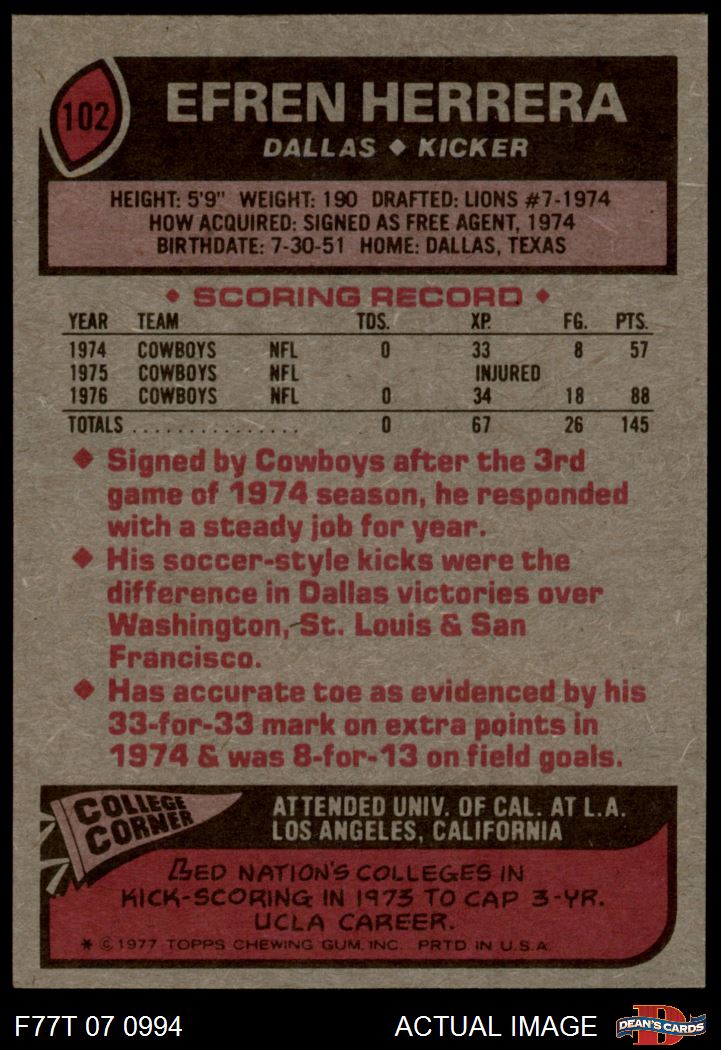 102
EFREN HERRERA
DALLAS ◆ KICKER
HEIGHT: 5'9" WEIGHT: 190 DRAFTED: LIONS #7-1974
HOW ACQUIRED: SIGNED AS FREE AGENT, 1974
BIRTHDATE: 7-30-51 HOME: DALLAS, TEXAS
◆ SCORING RECORD ◆
YEAR TEAM TDS. XP. FG. PTS.
1974 COWBOYS NFL 0 33 8 57
1975 COWBOYS NFL INJURED
1976 COWBOYS NFL 0 34 18 88
TOTALS . . . . . . . . . . . . . . . 0 67 26 145
◆ Signed by Cowboys after the 3rd
game of 1974 season, he responded
with a steady job for year.
◆ His soccer-style kicks were the
difference in Dallas victories over
Washington, St. Louis & San
Francisco.
◆ Has accurate toe as evidenced by his
33-for-33 mark on extra points in
1974 & was 8-for-13 on field goals.
COLLEGE
CORNER
ATTENDED UNIV. OF CAL. AT L.A.
LOS ANGELES, CALIFORNIA
LED NATION'S COLLEGES IN
KICK-SCORING IN 1973 TO CAP 3-YR.
UCLA CAREER.
* © 1977 TOPPS CHEWING GUM, INC. PRTD. IN U.S.A.
F77T 07 0994 ACTUAL IMAGE
D
DEAN'S CARDS